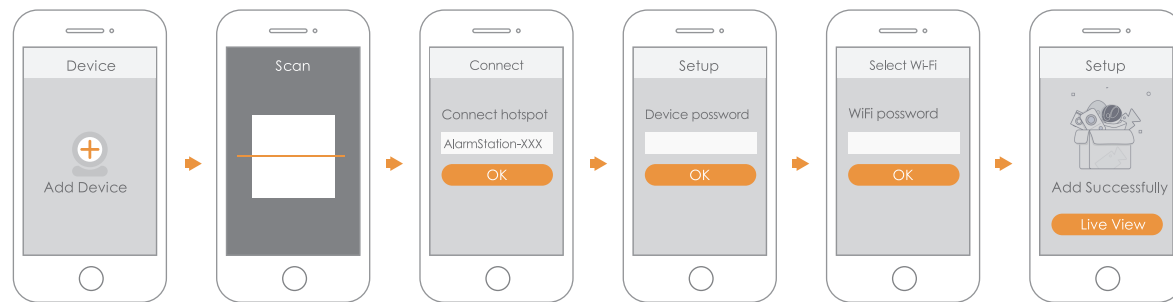 Device
Add Device
Scan
Connect
Connect hotspot
AlarmStation-XXX
OK
Setup
Device possword
OK
Select Wi-Fi
WiFi possword
OK
Setup
Add Successfully
Live View